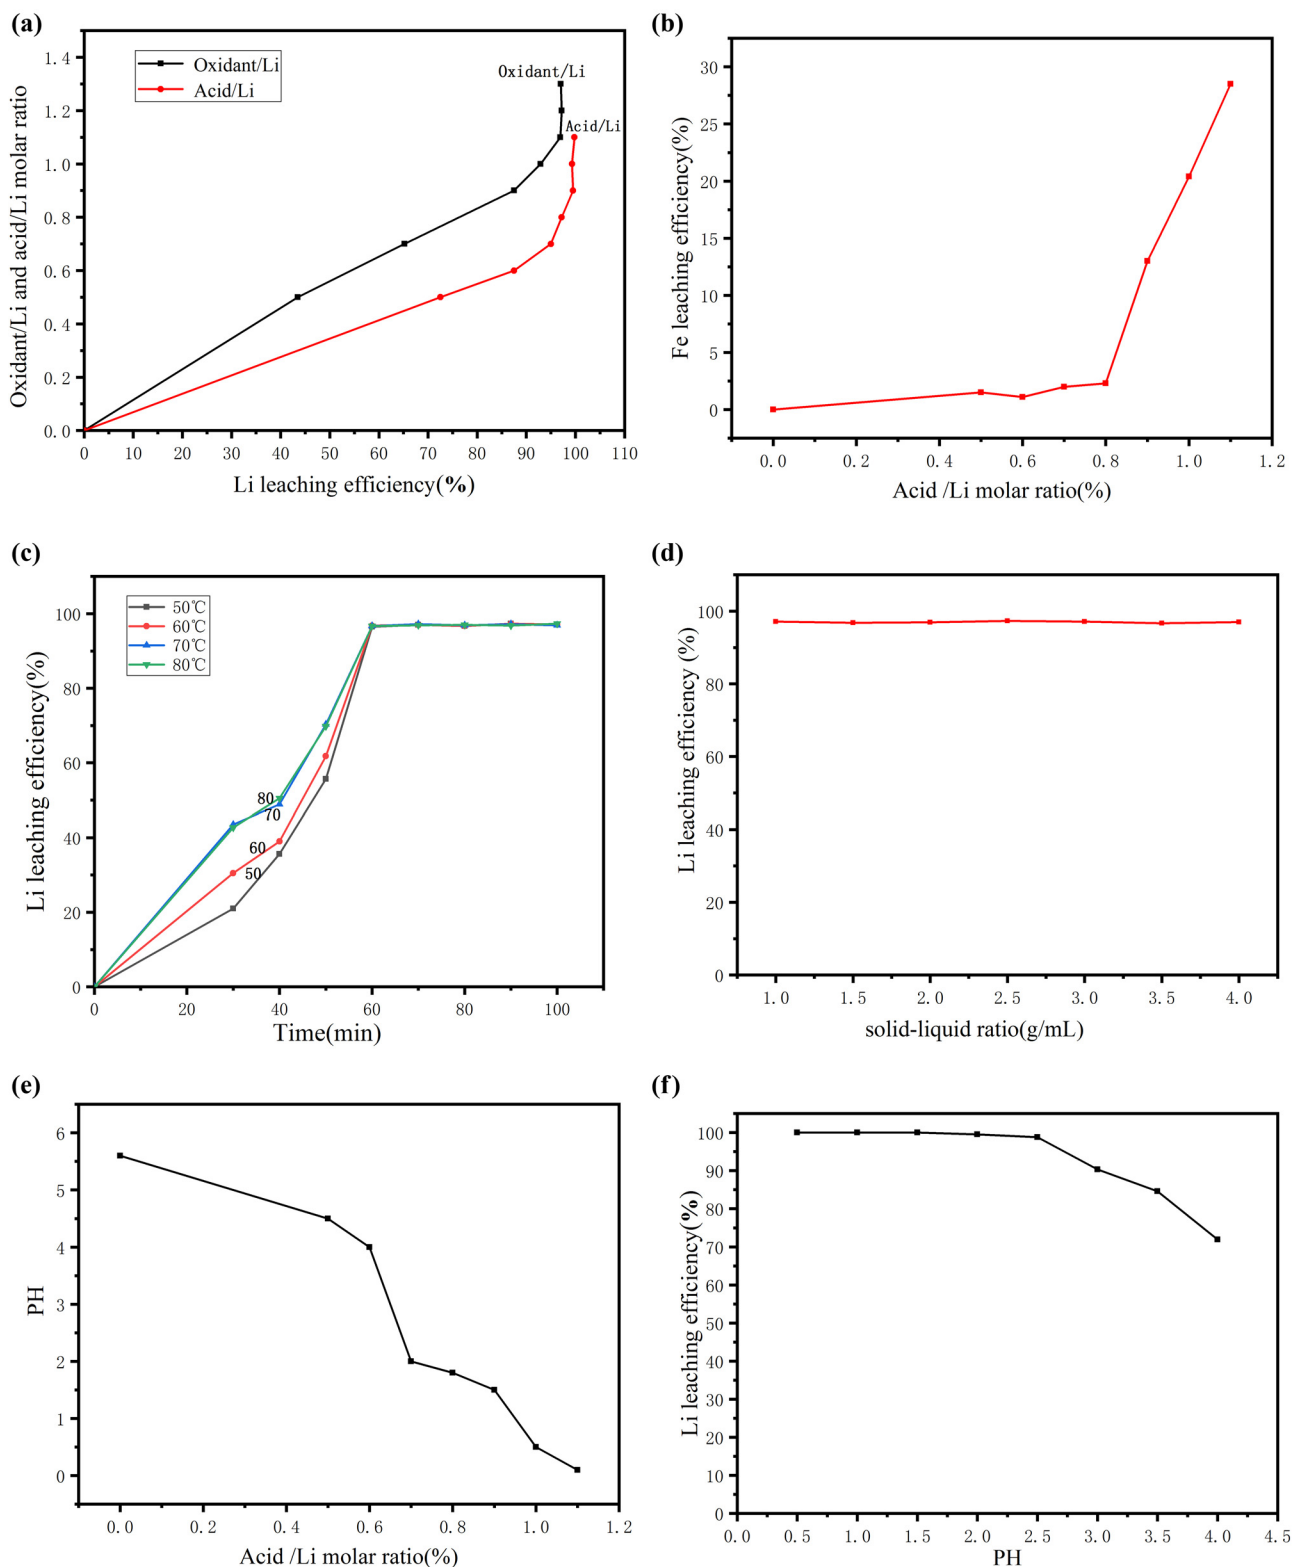 (a)
Oxidant/Li and acid/Li molar ratio
1.4
1.2
1.0
0.8
0.6
0.4
0.2
0.0
Oxidant/Li
Acid/Li
Oxidant/Li
Acid/Li
0 10 20 30 40 50 60 70 80 90 100 110
Li leaching efficiency(%)
(b)
Fe leaching efficiency(%)
30
25
20
15
10
5
0
0.0 0.2 0.4 0.6 0.8 1.0 1.2
Acid /Li molar ratio(%)
(c)
Li leaching efficiency(%)
100
80
60
40
20
0
50℃
60℃
70℃
80℃
80
70
60
50
0 20 40 60 80 100
Time(min)
(d)
Li leaching efficiency (%)
100
80
60
40
20
0
1.0 1.5 2.0 2.5 3.0 3.5 4.0
solid-liquid ratio(g/mL)
(e)
PH
6
5
4
3
2
1
0
0.0 0.2 0.4 0.6 0.8 1.0 1.2
Acid /Li molar ratio(%)
(f)
Li leaching efficiency(%)
100
90
80
70
60
50
40
30
20
10
0
0.0 0.5 1.0 1.5 2.0 2.5 3.0 3.5 4.0 4.5
PH